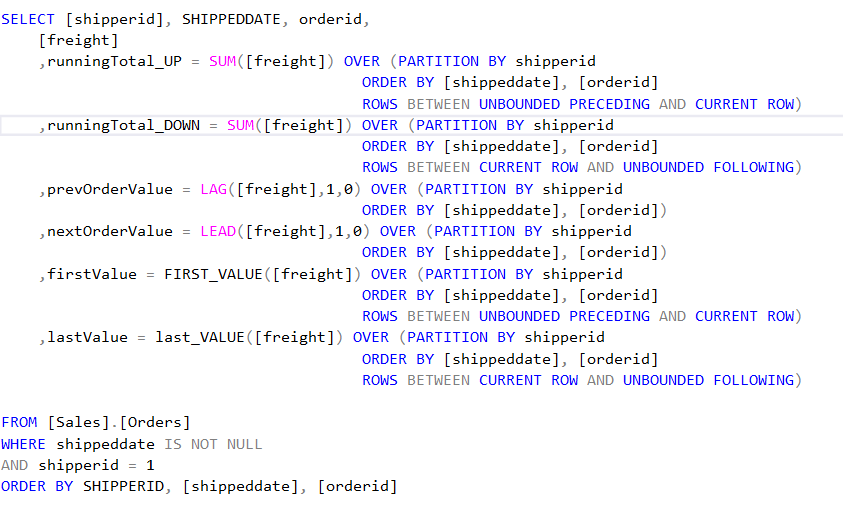 SELECT [shipperid], SHIPPEDDATE, orderid,
[freight]
,runningTotal_UP = SUM([freight]) OVER (PARTITION BY shipperid
ORDER BY [shippeddate], [orderid]
ROWS BETWEEN UNBOUNDED PRECEDING AND CURRENT ROW)
,runningTotal_DOWN = SUM([freight]) OVER (PARTITION BY shipperid
ORDER BY [shippeddate], [orderid]
ROWS BETWEEN CURRENT ROW AND UNBOUNDED FOLLOWING)
,prevOrderValue = LAG([freight],1,0) OVER (PARTITION BY shipperid
ORDER BY [shippeddate], [orderid])
,nextOrderValue = LEAD([freight],1,0) OVER (PARTITION BY shipperid
ORDER BY [shippeddate], [orderid])
,firstValue = FIRST_VALUE([freight]) OVER (PARTITION BY shipperid
ORDER BY [shippeddate], [orderid]
ROWS BETWEEN UNBOUNDED PRECEDING AND CURRENT ROW)
,lastValue = last_VALUE([freight]) OVER (PARTITION BY shipperid
ORDER BY [shippeddate], [orderid]
ROWS BETWEEN CURRENT ROW AND UNBOUNDED FOLLOWING)
FROM [Sales].[Orders]
WHERE shippeddate IS NOT NULL
AND shipperid = 1
ORDER BY SHIPPERID, [shippeddate], [orderid]